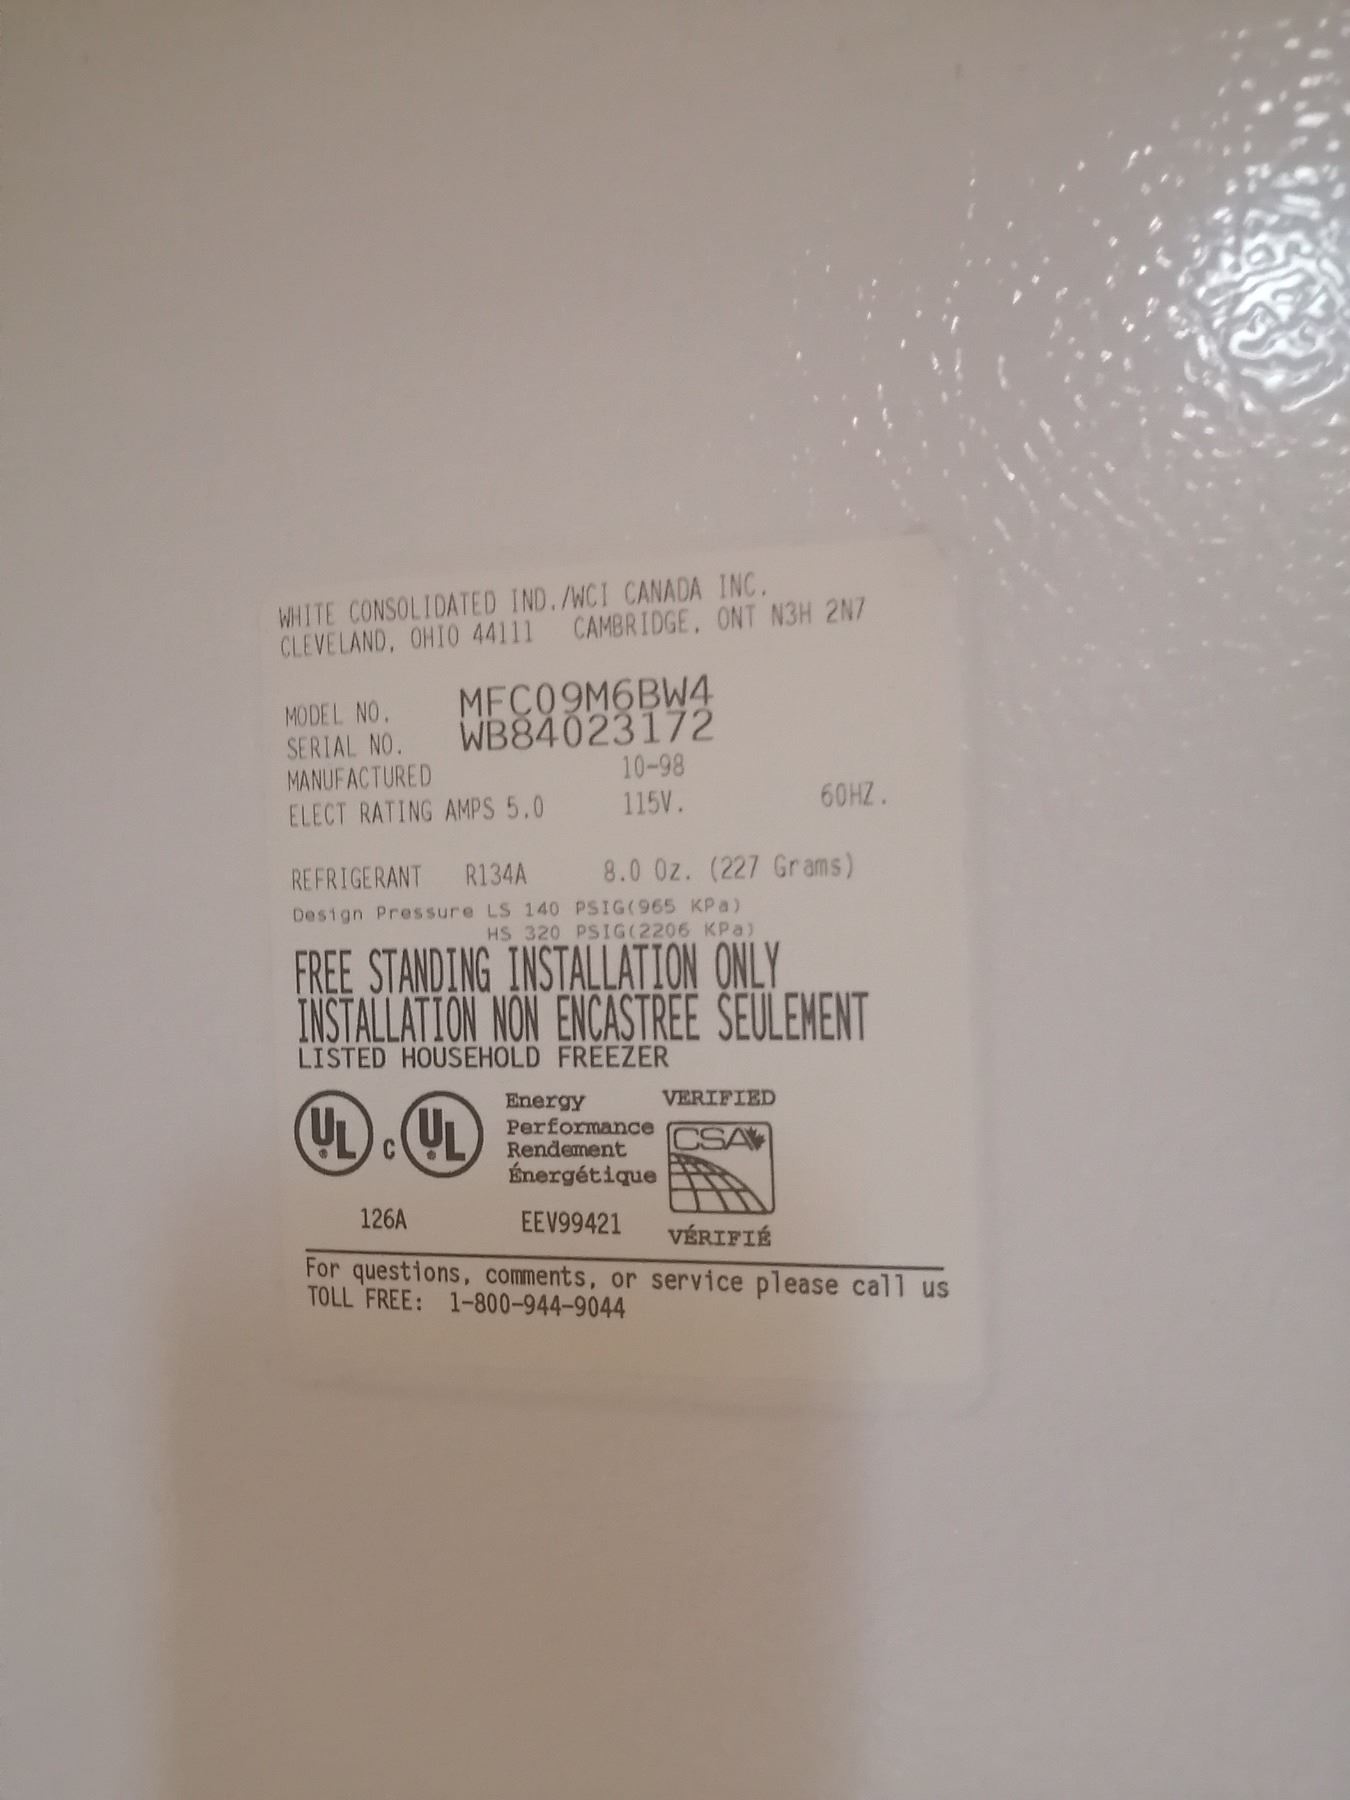 WHITE CONSOLIDATED IND./WCI CANADA INC.
CLEVELAND, OHIO 44111 CAMBRIDGE, ONT N3H 2N7
MODEL NO. MFC09M6BW4
SERIAL NO. WB84023172
MANUFACTURED 10-98
ELECT RATING AMPS 5.0 115V. 60HZ.
REFRIGERANT R134A 8.0 Oz. (227 Grams)
Design Pressure LS 140 PSIG(965 KPa)
HS 320 PSIG(2206 KPa)
FREE STANDING INSTALLATION ONLY
INSTALLATION NON ENCASTREE SEULEMENT
LISTED HOUSEHOLD FREEZER
UL® c UL®
126A
Energy
Performance
Rendement
Énergétique
EEV99421
VERIFIED
CSA
VÉRIFIÉ
For questions, comments, or service please call us
TOLL FREE: 1-800-944-9044